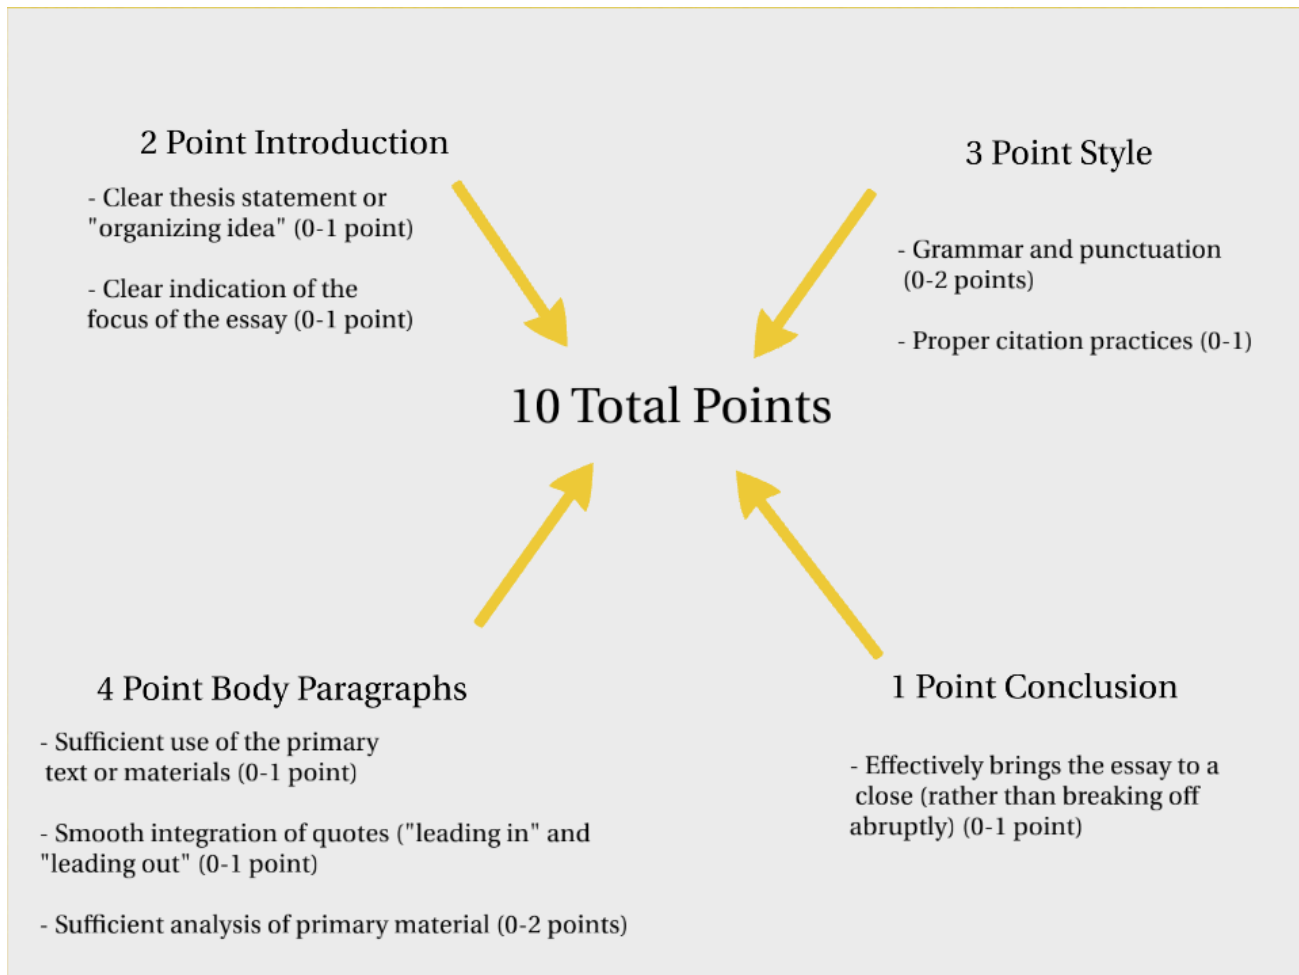 2 Point Introduction
- Clear thesis statement or
"organizing idea" (0-1 point)
- Clear indication of the
focus of the essay (0-1 point)
3 Point Style
- Grammar and punctuation
(0-2 points)
- Proper citation practices (0-1)
10 Total Points
4 Point Body Paragraphs
- Sufficient use of the primary
text or materials (0-1 point)
- Smooth integration of quotes ("leading in" and
"leading out" (0-1 point)
- Sufficient analysis of primary material (0-2 points)
1 Point Conclusion
- Effectively brings the essay to a
close (rather than breaking off
abruptly) (0-1 point)